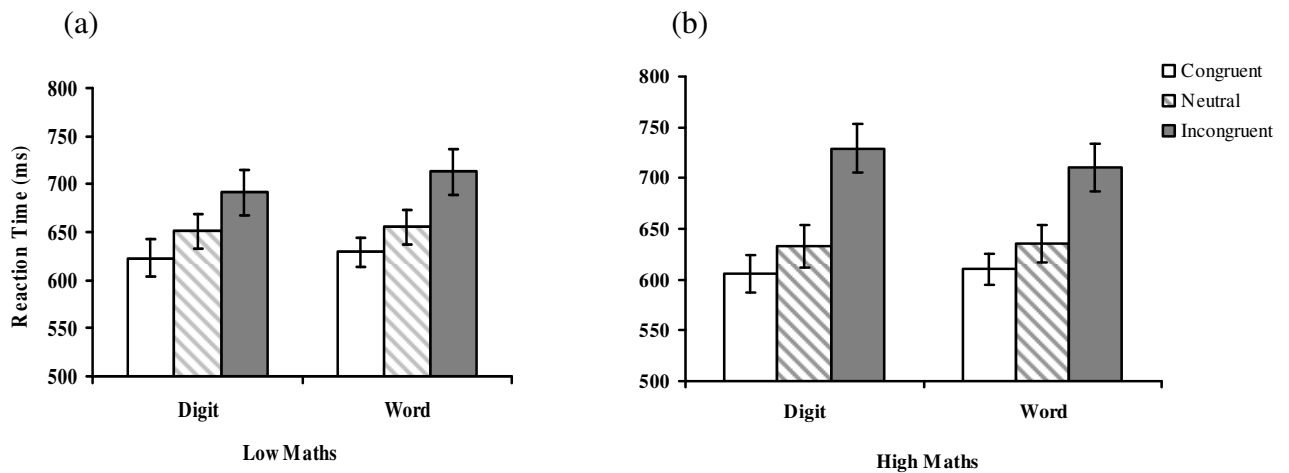 (a)
(b)
Reaction Time (ms)
800
750
700
650
600
550
500
Digit
Word
Low Maths
800
750
700
650
600
550
500
Digit
Word
High Maths
Congruent
Neutral
Incongruent